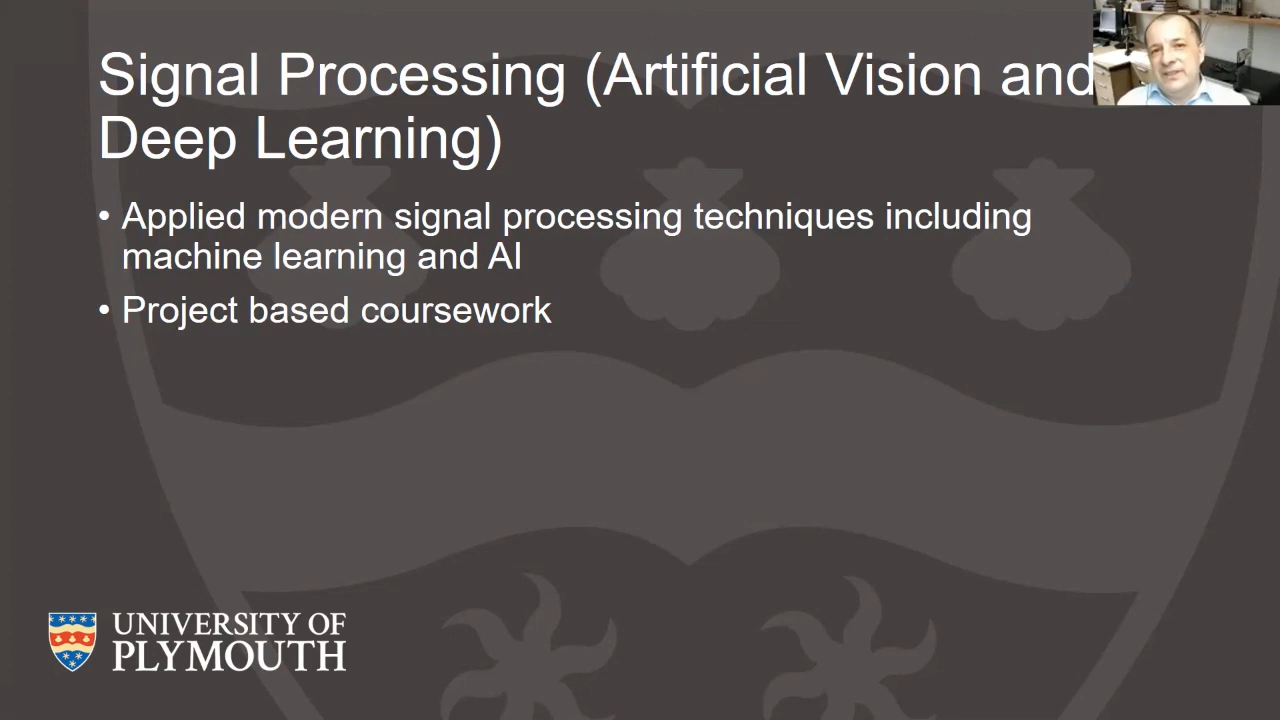 Signal Processing (Artificial Vision and
Deep Learning)
• Applied modern signal processing techniques including
machine learning and AI
• Project based coursework
UNIVERSITY OF
PLYMOUTH